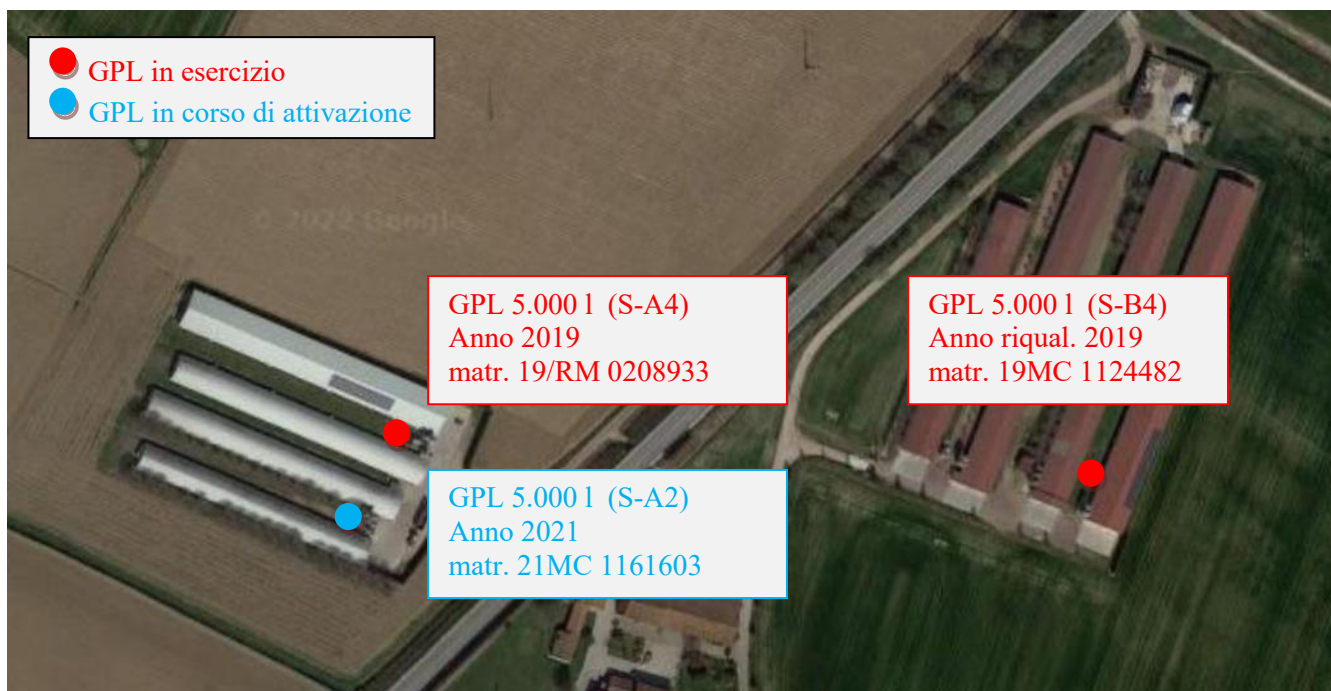 GPL in esercizio
GPL in corso di attivazione
© 2022 Google
GPL 5.000 l (S-A4)
Anno 2019
matr. 19/RM 0208933
GPL 5.000 l (S-B4)
Anno riqual. 2019
matr. 19MC 1124482
GPL 5.000 l (S-A2)
Anno 2021
matr. 21MC 1161603